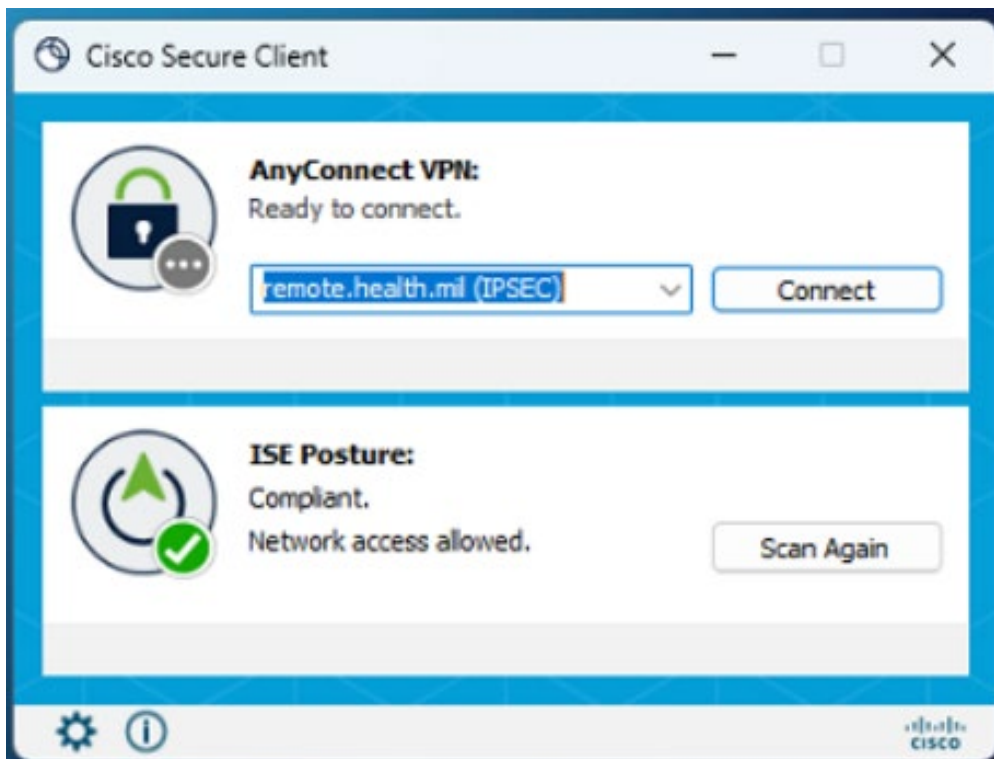 Cisco Secure Client
AnyConnect VPN:
Ready to connect.
remote.health.mil (IPSEC)
Connect
ISE Posture:
Compliant.
Network access allowed.
Scan Again
CISCO